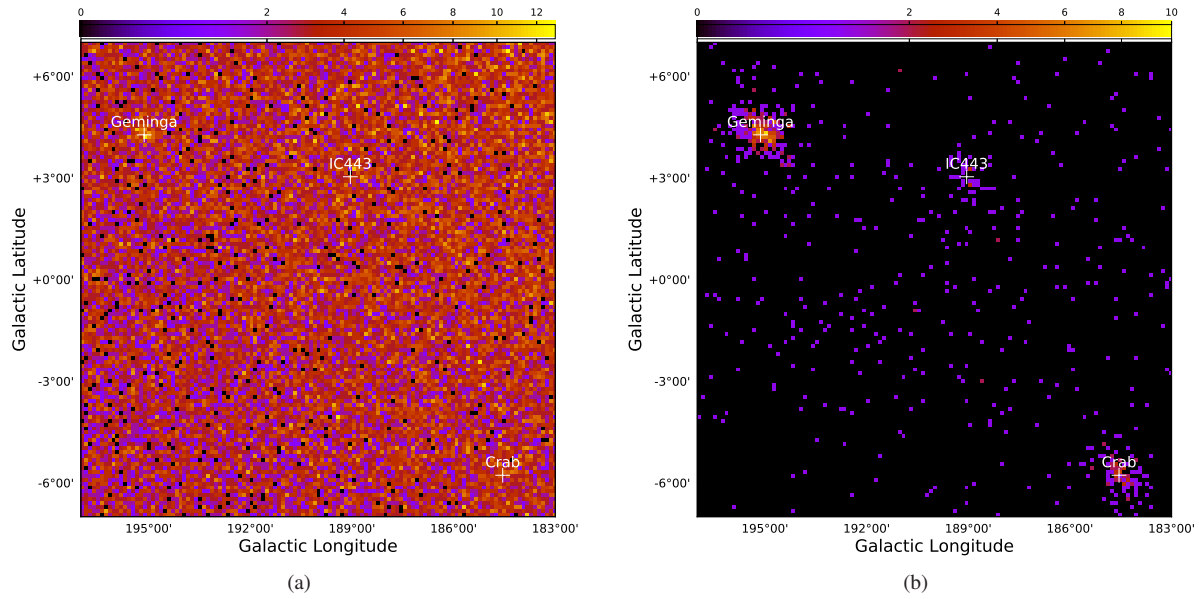 0 2 4 6 8 10 12
+6°00'
+3°00'
+0°00'
-3°00'
-6°00'
Galactic Latitude
Geminga
IC443
Crab
195°00' 192°00' 189°00' 186°00' 183°00'
Galactic Longitude
(a)
0 2 4 6 8 10
+6°00'
+3°00'
+0°00'
-3°00'
-6°00'
Galactic Latitude
Geminga
IC443
Crab
195°00' 192°00' 189°00' 186°00' 183°00'
Galactic Longitude
(b)